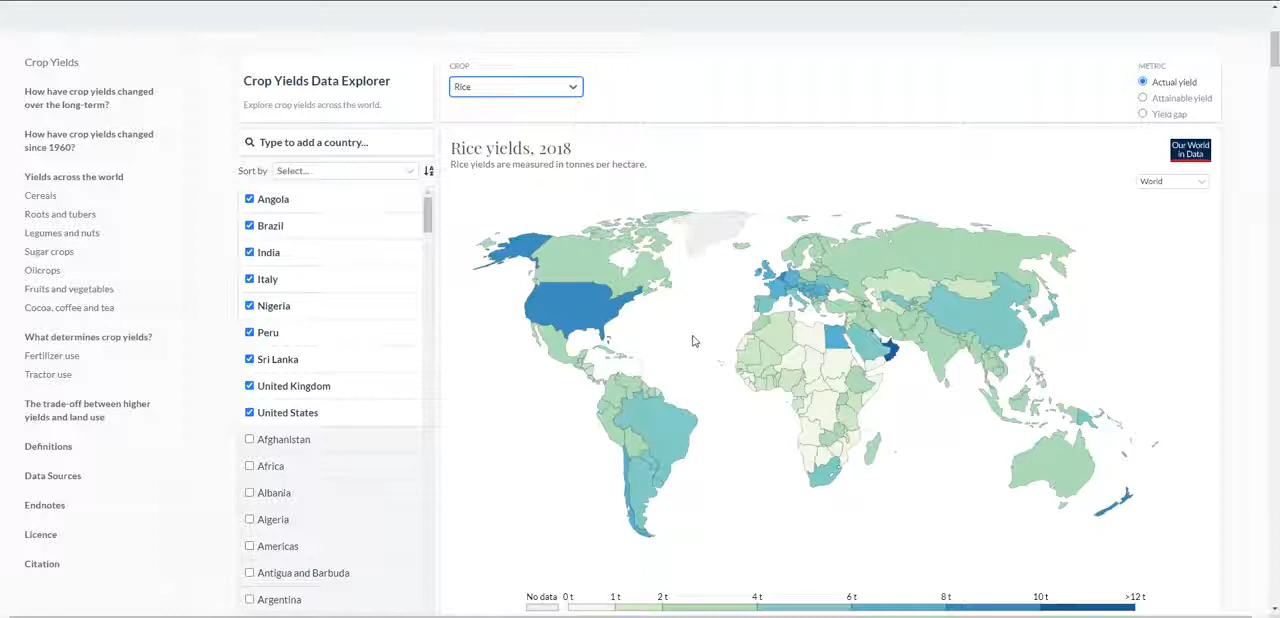 Crop Yields
How have crop yields changed
over the long-term?
How have crop yields changed
since 1960?
Yields across the world
Cereals
Roots and tubers
Legumes and nuts
Sugar crops
Oilcrops
Fruits and vegetables
Cocoa, coffee and tea
What determines crop yields?
Fertilizer use
Tractor use
The trade-off between higher
yields and land use
Definitions
Data Sources
Endnotes
Licence
Citation
Crop Yields Data Explorer
Explore crop yields across the world.
Type to add a country...
Sort by Select...
Angola
Brazil
India
Italy
Nigeria
Peru
Sri Lanka
United Kingdom
United States
Afghanistan
Africa
Albania
Algeria
Americas
Antigua and Barbuda
Argentina
CROP
Rice
METRIC
Actual yield
Attainable yield
Yield gap
Rice yields, 2018
Rice yields are measured in tonnes per hectare.
Our World
in Data
World
No data 0 t 1 t 2 t 4 t 6 t 8 t 10 t >12 t